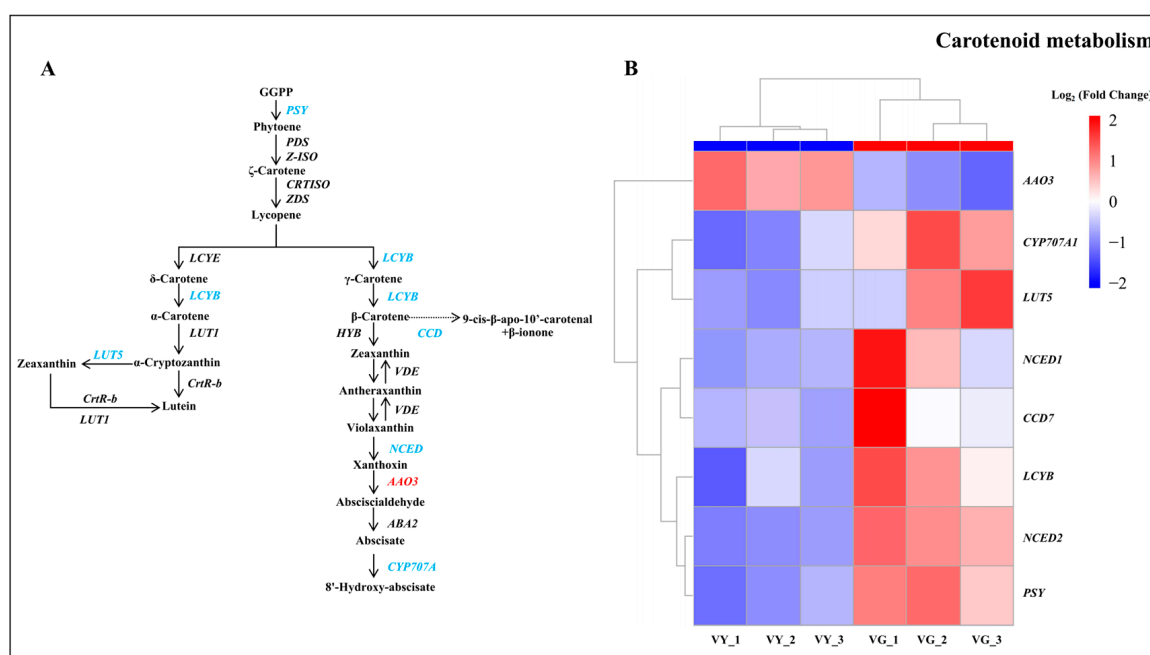 Carotenoid metabolism
A
GGPP
PSY
Phytoene
PDS
Z-ISO
ζ-Carotene
CRTISO
ZDS
Lycopene
LCYE
LCYB
δ-Carotene
γ-Carotene
LCYB
LCYB
α-Carotene
β-Carotene
9-cis-β-apo-10’-carotenal
+β-ionone
LUT1
HYB
CCD
Zeaxanthin
LUT5
α-Cryptozanthin
Zeaxanthin
VDE
CrtR-b
Antheraxanthin
CrtR-b
Lutein
LUT1
VDE
Violaxanthin
NCED
Xanthoxin
AAO3
Abscisicialdehyde
ABA2
Abscisate
CYP707A
8'-Hydroxy-abscisate
B
Log2 (Fold Change)
2
1
0
−1
−2
AAO3
CYP707A1
LUT5
NCED1
CCD7
LCYB
NCED2
PSY
VY_1 VY_2 VY_3 VG_1 VG_2 VG_3